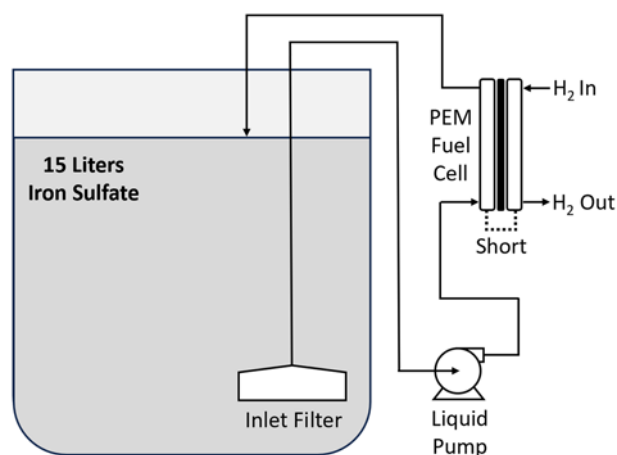 15 Liters
Iron Sulfate
Inlet Filter
PEM
Fuel
Cell
H₂ In
H₂ Out
Short
Liquid
Pump